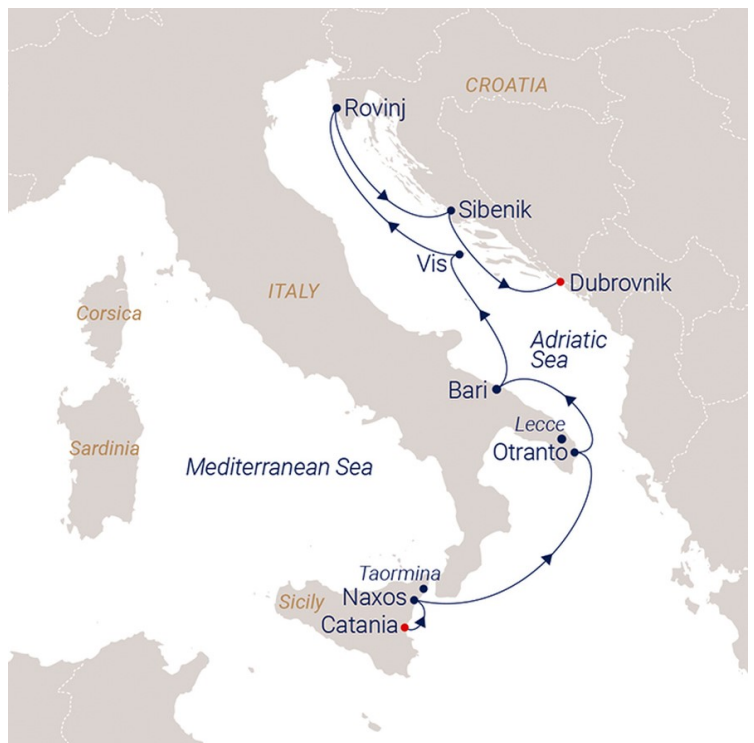 CROATIA
Rovinj
Sibenik
Vis
Dubrovnik
ITALY
Corsica
Adriatic
Sea
Bari
Lecce
Otranto
Sardinia
Mediterranean Sea
Taormina
Naxos
Sicily
Catania